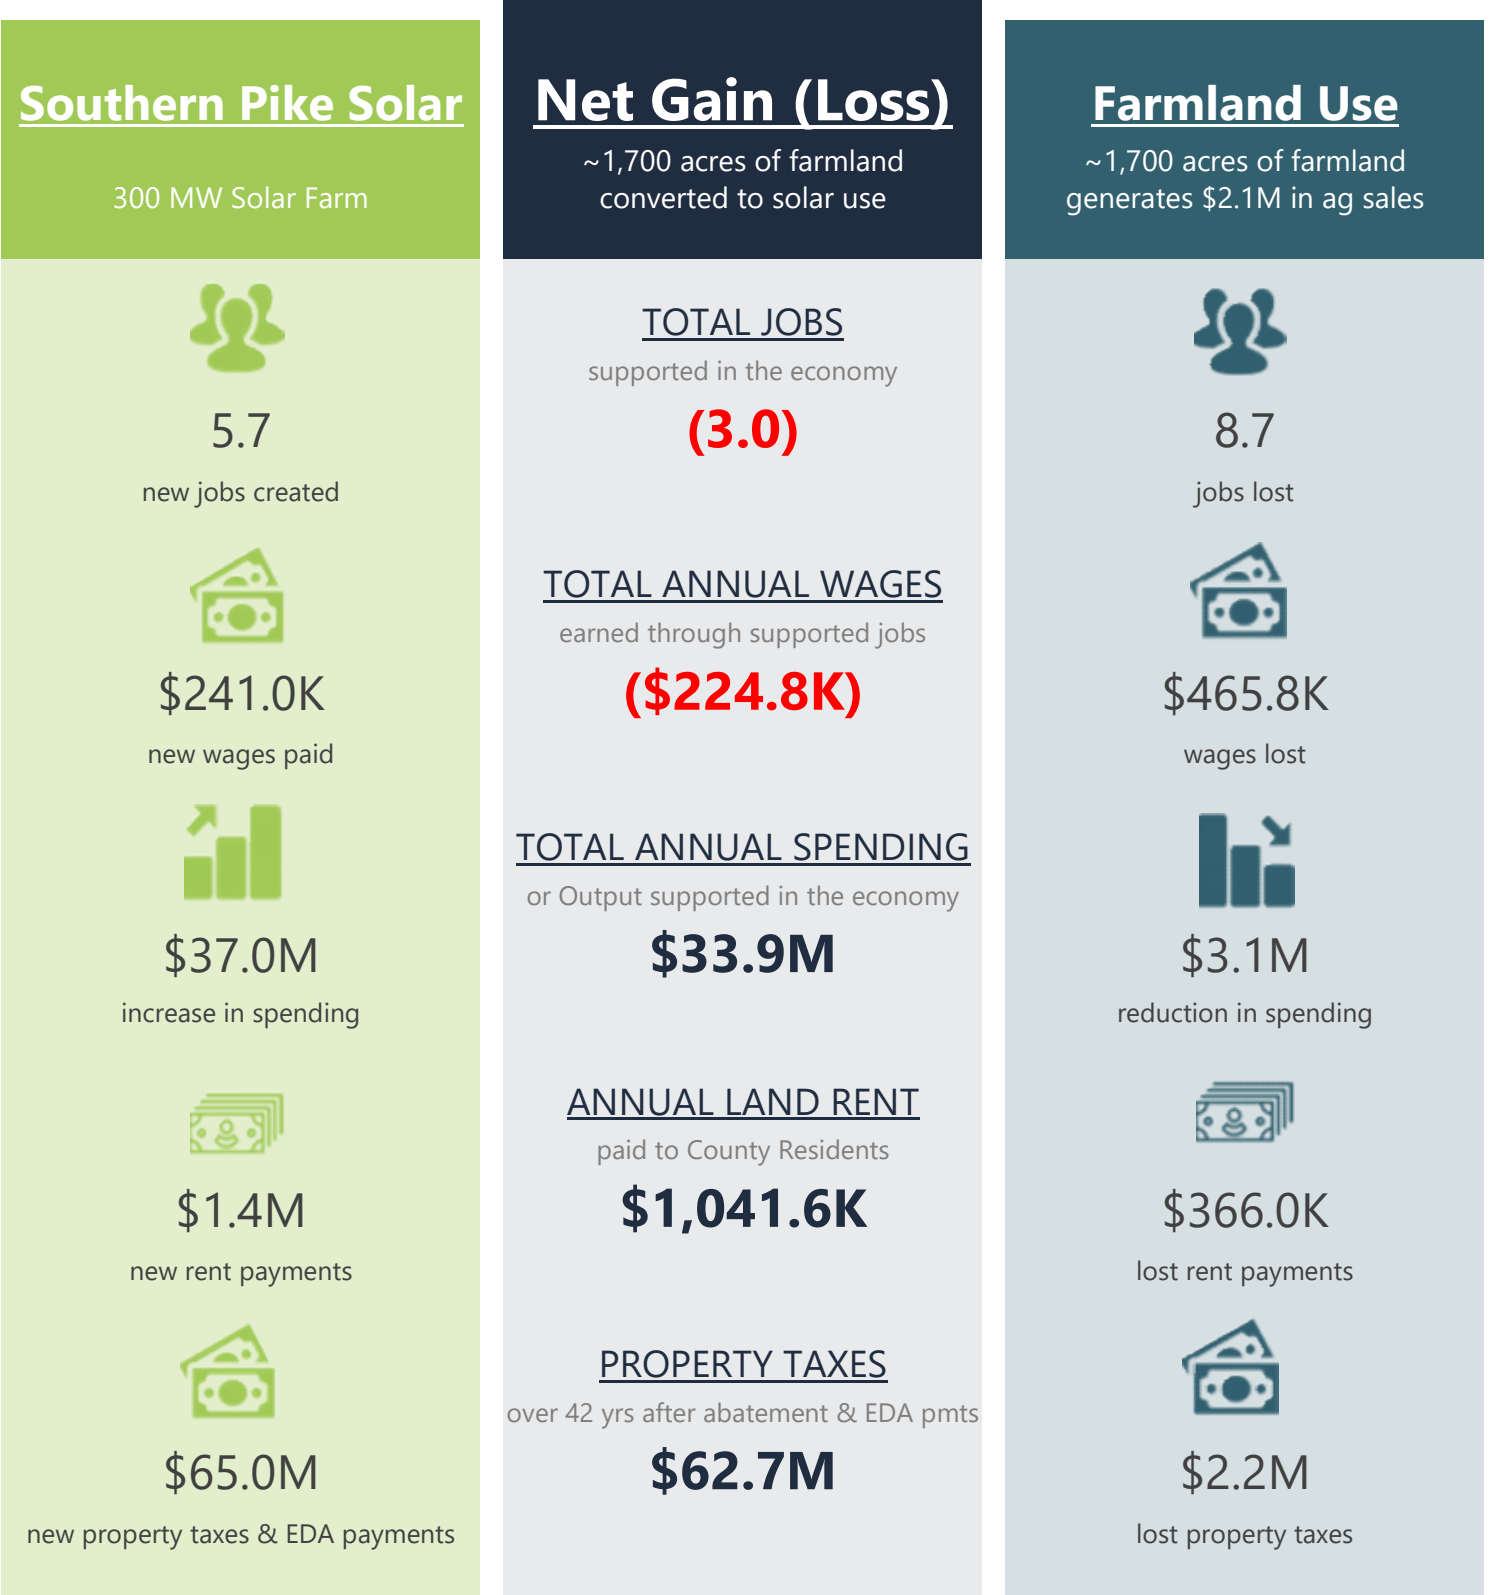 Southern Pike Solar
300 MW Solar Farm
5.7
new jobs created
$241.0K
new wages paid
$37.0M
increase in spending
$1.4M
new rent payments
$65.0M
new property taxes & EDA payments
Net Gain (Loss)
~1,700 acres of farmland
converted to solar use
TOTAL JOBS
supported in the economy
(3.0)
TOTAL ANNUAL WAGES
earned through supported jobs
($224.8K)
TOTAL ANNUAL SPENDING
or Output supported in the economy
$33.9M
ANNUAL LAND RENT
paid to County Residents
$1,041.6K
PROPERTY TAXES
over 42 yrs after abatement & EDA pmts
$62.7M
Farmland Use
~1,700 acres of farmland
generates $2.1M in ag sales
8.7
jobs lost
$465.8K
wages lost
$3.1M
reduction in spending
$366.0K
lost rent payments
$2.2M
lost property taxes